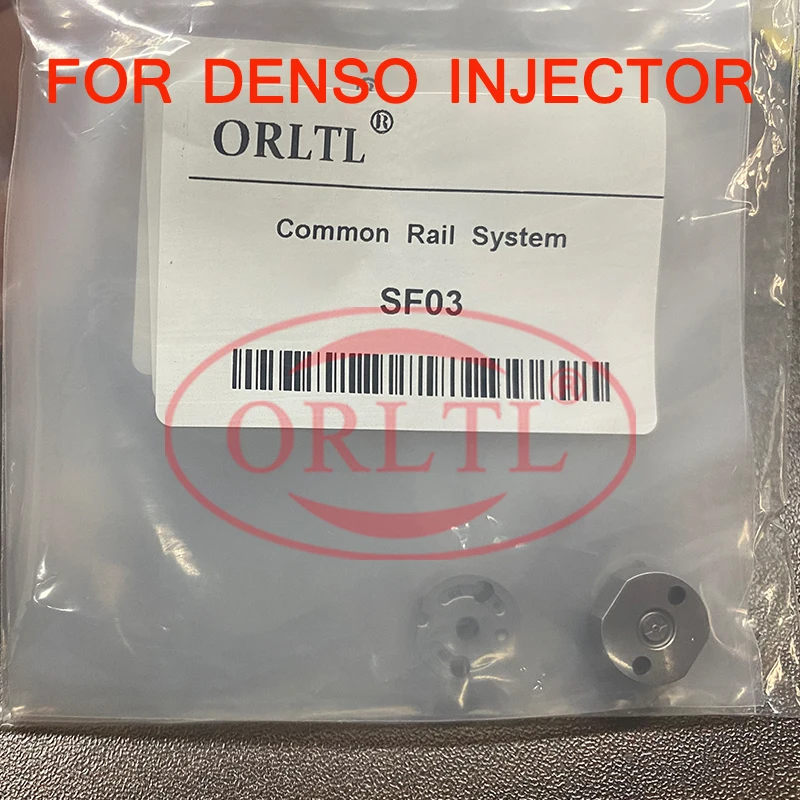 FOR DENSO INJECTOR
ORLTL®
Common Rail System
SF03
ORLTL®